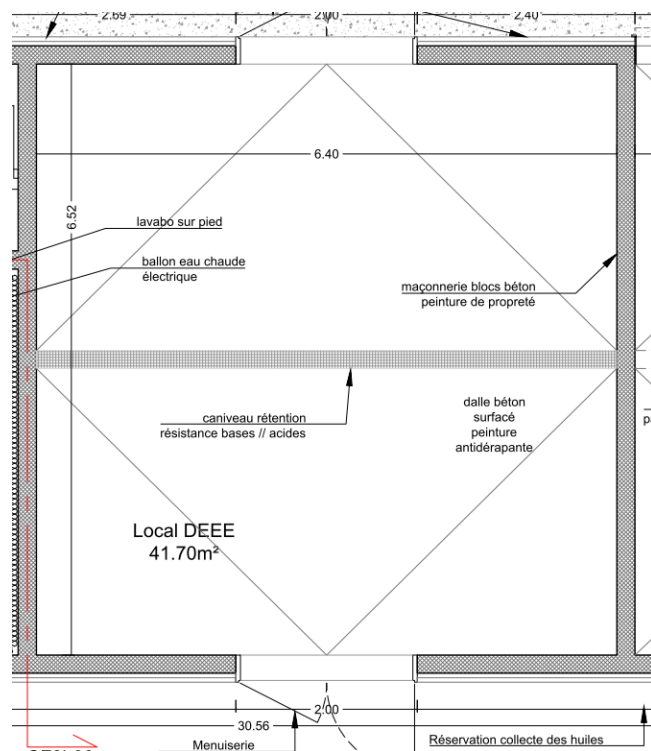 2.69
2.00
2.40
6.40
6.52
lavabo sur pied
ballon eau chaude
électrique
maçonnerie blocs béton
peinture de propreté
caniveau rétention
résistance bases // acides
dalle béton
surfacé
peinture
antidérapante
Local DEEE
41.70m²
2.00
30.56
Menuiserie
Réservation collecte des huiles